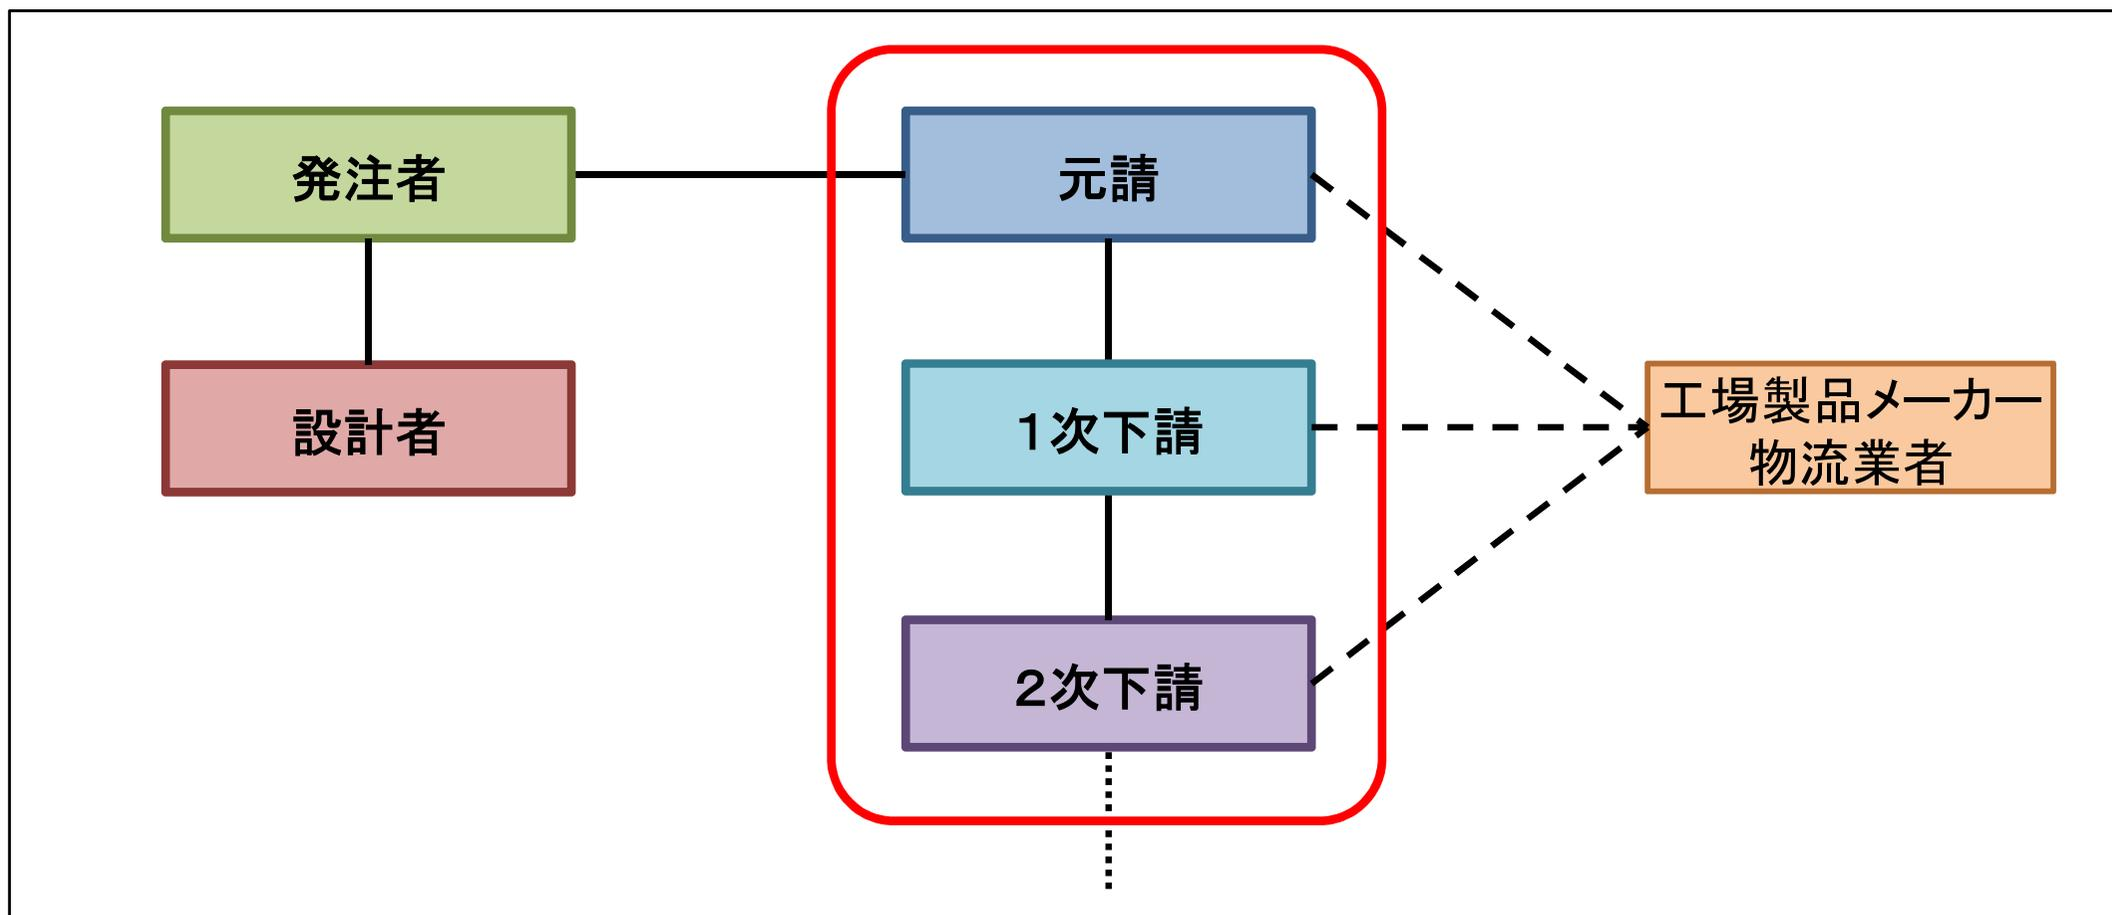 発注者
元請
設計者
１次下請
工場製品メーカー
物流業者
２次下請